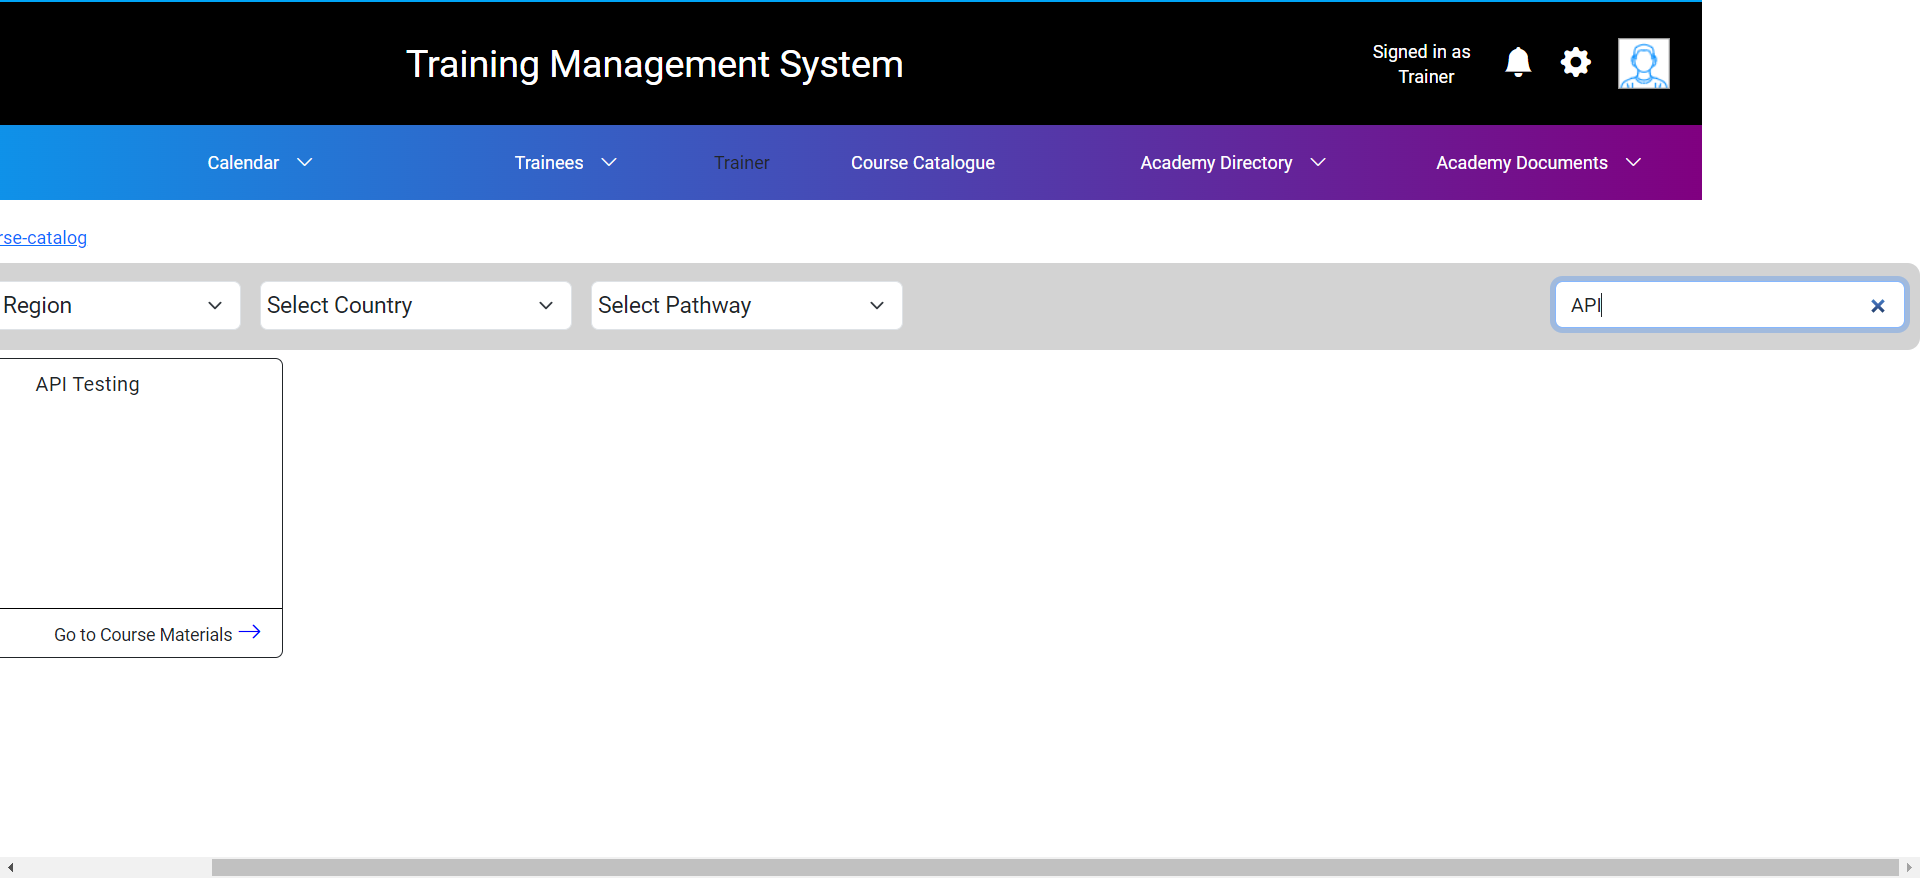 Training Management System
Signed in as
Trainer
Calendar
Trainees
Trainer
Course Catalogue
Academy Directory
Academy Documents
rse-catalog
Region
Select Country
Select Pathway
API
API Testing
Go to Course Materials